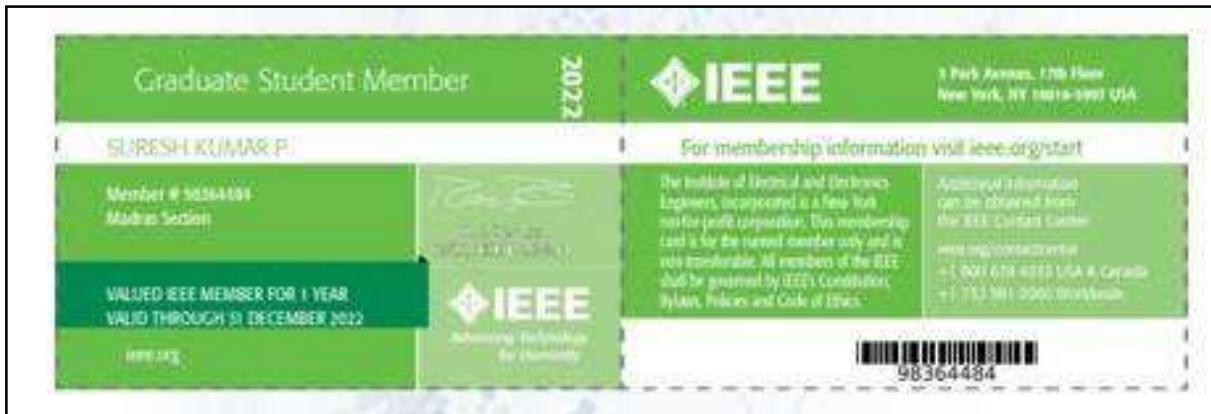 Graduate Student Member
2022
SURESH KUMAR P
Member # 98364484
Madras Section
VALUED IEEE MEMBER FOR 1 YEAR
VALID THROUGH 31 DECEMBER 2022
ieee.org
IEEE
Advancing Technology
for Humanity
IEEE
3 Park Avenue, 17th Floor
New York, NY 10016-5997 USA
For membership information visit ieee.org/start
The Institute of Electrical and Electronics
Engineers, Incorporated is a New York
not-for-profit corporation. This membership
card is for the named member only and is
non transferable. All members of the IEEE
shall be governed by IEEE's Constitution,
Bylaws, Policies and Code of Ethics.
Additional information
can be obtained from
the IEEE Contact Center.
ieee.org/contactcenter
+1 800 678 4333 USA & Canada
+1 732 981 0060 Worldwide
98364484